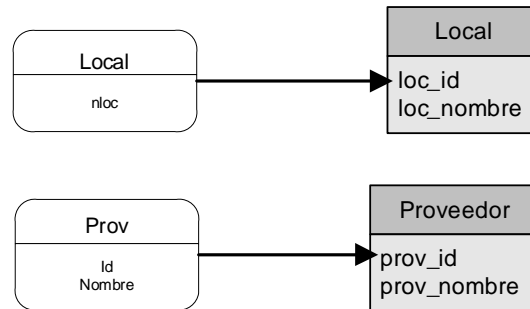 Local
nloc
Local
loc_id
loc_nombre
Prov
Id
Nombre
Proveedor
prov_id
prov_nombre